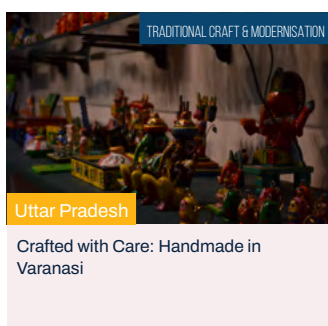 TRADITIONAL CRAFT & MODERNISATION
Uttar Pradesh
Crafted with Care: Handmade in
Varanasi